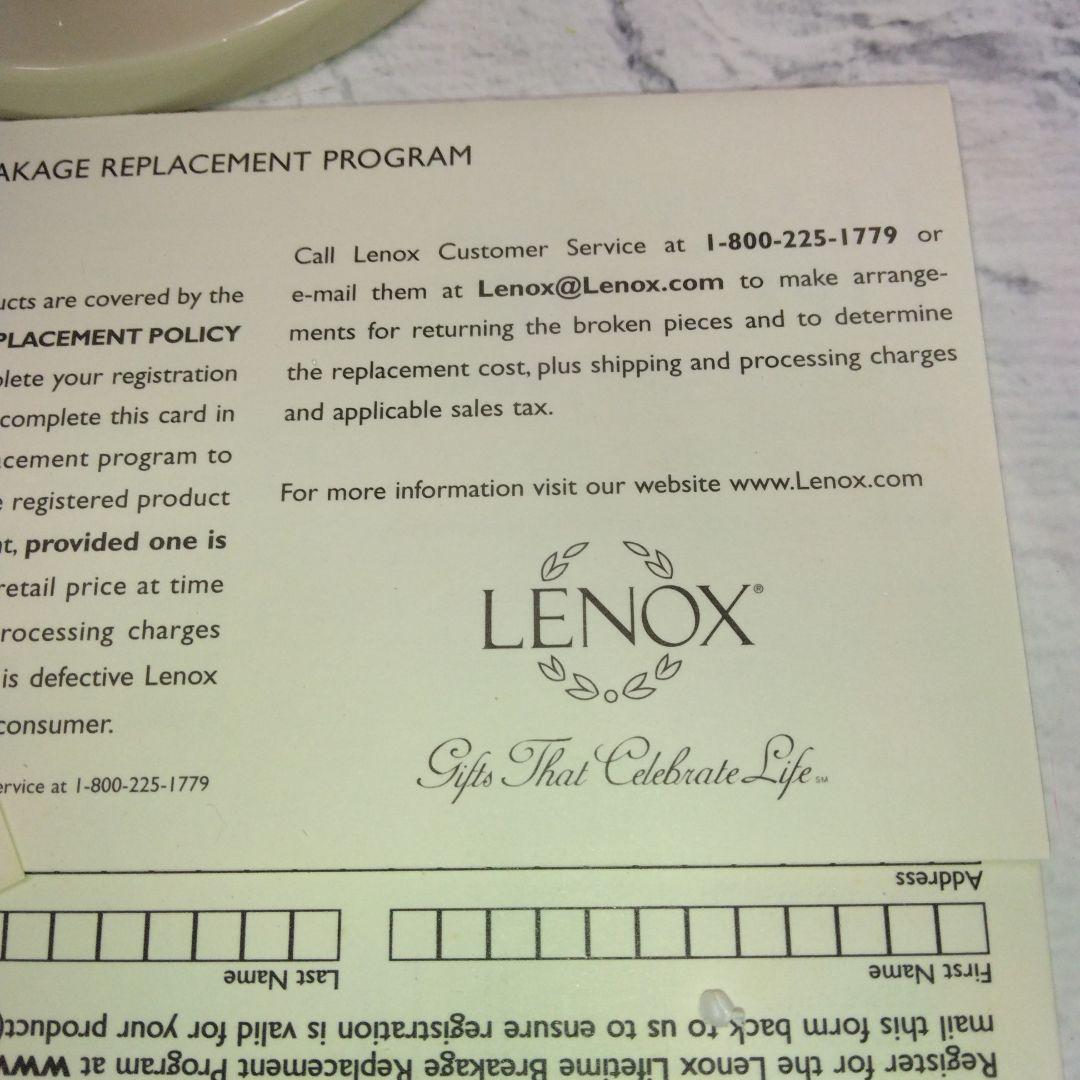 AKAGE REPLACEMENT PROGRAM
ucts are covered by the
PLACEMENT POLICY
plete your registration
complete this card in
acement program to
e registered product
nt, provided one is
retail price at time
rocessing charges
is defective Lenox
consumer.
ervice at 1-800-225-1779
Call Lenox Customer Service at 1-800-225-1779 or
e-mail them at Lenox@Lenox.com to make arrange-
ments for returning the broken pieces and to determine
the replacement cost, plus shipping and processing charges
and applicable sales tax.
For more information visit our website www.Lenox.com
LENOX®
Gifts That Celebrate Life SM
Register for the Lenox Lifetime Breakage Replacement Program at www
mail this form back to us to ensure registration is valid for your product(
First Name
Last Name
Address